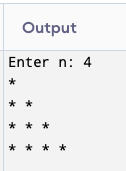 Output
Enter n: 4
*
* *
* * *
* * * *